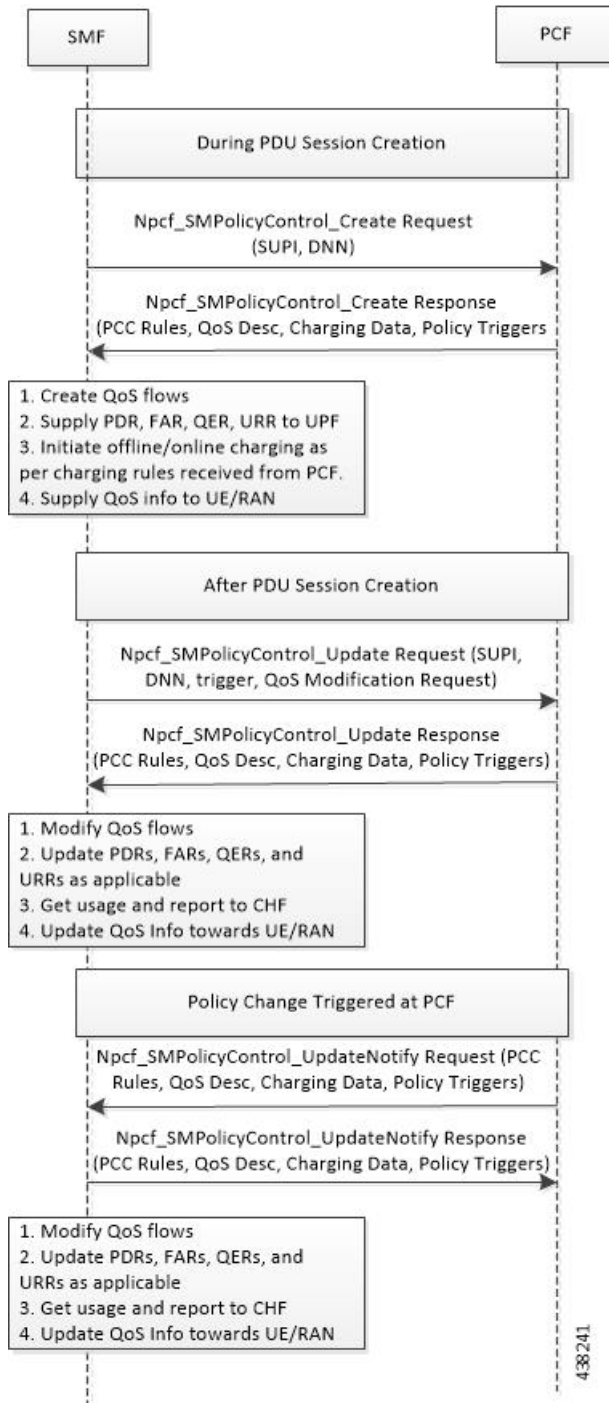 SMF
PCF
During PDU Session Creation
Npcf_SMPolicyControl_Create Request
(SUPI, DNN)
Npcf_SMPolicyControl_Create Response
(PCC Rules, QoS Desc, Charging Data, Policy Triggers
1. Create QoS flows
2. Supply PDR, FAR, QER, URR to UPF
3. Initiate offline/online charging as
per charging rules received from PCF.
4. Supply QoS info to UE/RAN
After PDU Session Creation
Npcf_SMPolicyControl_Update Request (SUPI,
DNN, trigger, QoS Modification Request)
Npcf_SMPolicyControl_Update Response
(PCC Rules, QoS Desc, Charging Data, Policy Triggers)
1. Modify QoS flows
2. Update PDRs, FARs, QERs, and
URRs as applicable
3. Get usage and report to CHF
4. Update QoS Info towards UE/RAN
Policy Change Triggered at PCF
Npcf_SMPolicyControl_UpdateNotify Request (PCC
Rules, QoS Desc, Charging Data, Policy Triggers)
Npcf_SMPolicyControl_UpdateNotify Response
(PCC Rules, QoS Desc, Charging Data, Policy Triggers)
1. Modify QoS flows
2. Update PDRs, FARs, QERs, and
URRs as applicable
3. Get usage and report to CHF
4. Update QoS Info towards UE/RAN
438241